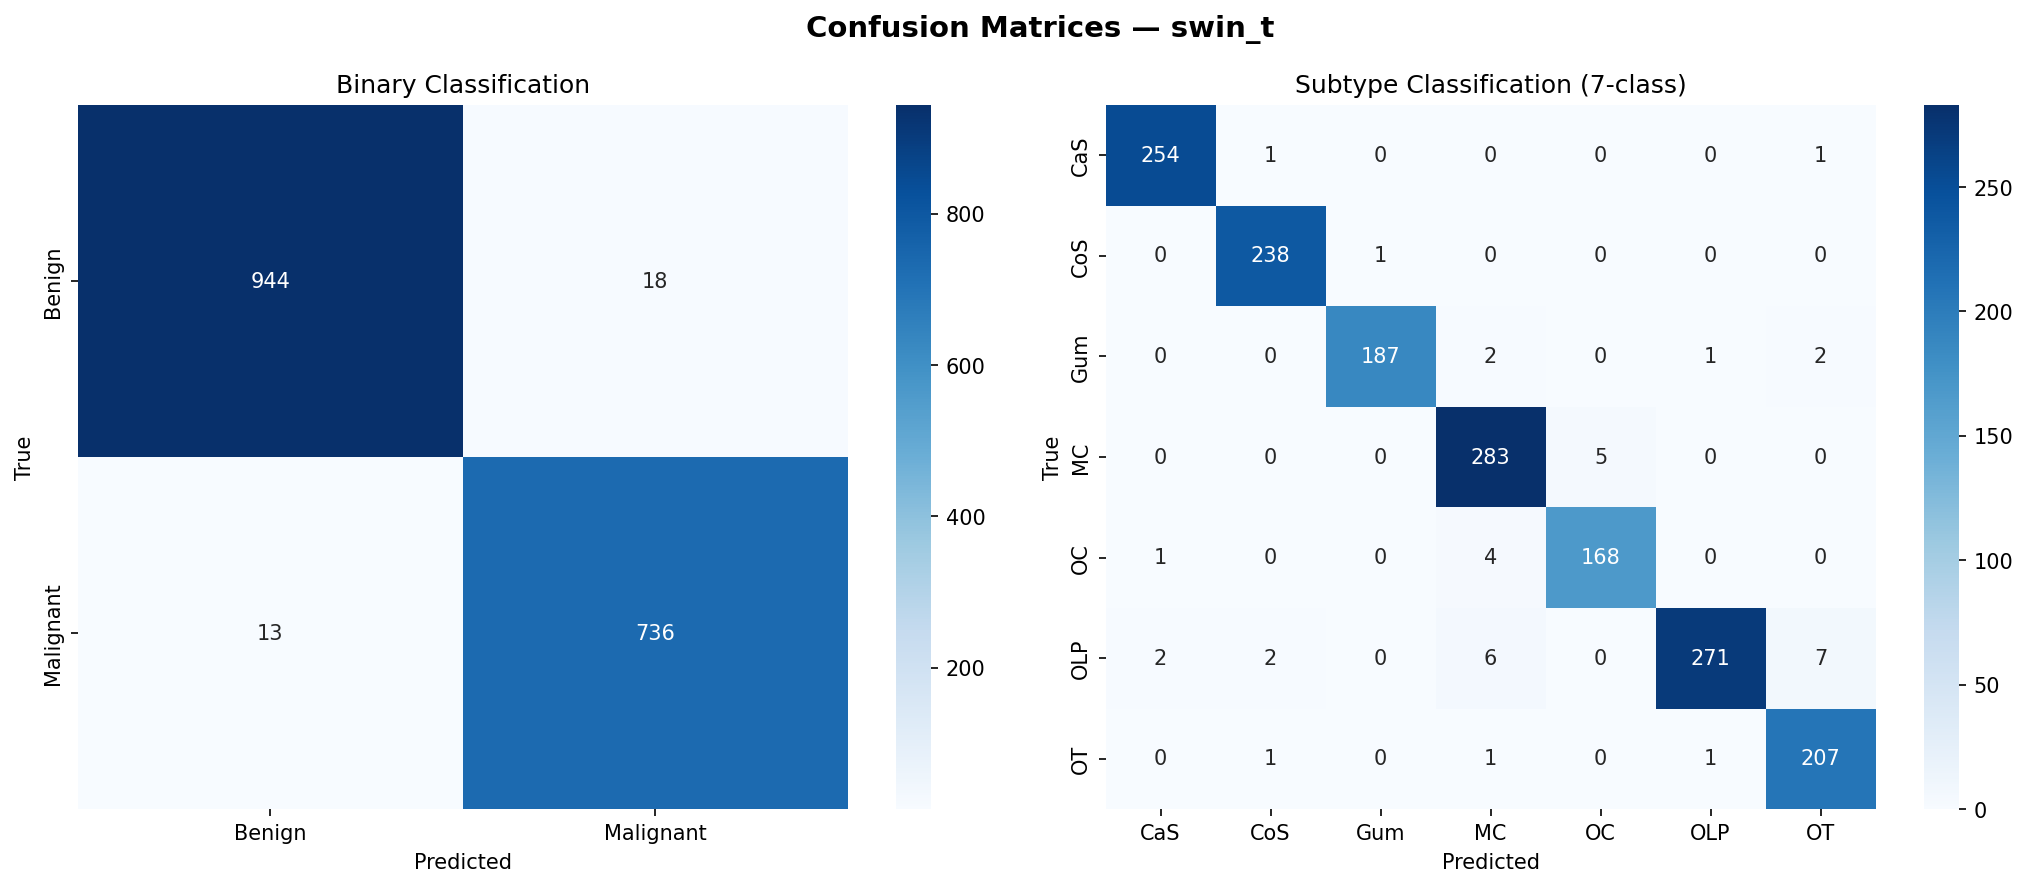 Confusion Matrices — swin_t
Binary Classification
True
Benign
Malignant
944 18
13 736
Benign Malignant
Predicted
800
600
400
200
Subtype Classification (7-class)
True
CaS 254 1 0 0 0 0 1
CoS 0 238 1 0 0 0 0
Gum 0 0 187 2 0 1 2
MC 0 0 0 283 5 0 0
OC 1 0 0 4 168 0 0
OLP 2 2 0 6 0 271 7
OT 0 1 0 1 0 1 207
CaS CoS Gum MC OC OLP OT
Predicted
250
200
150
100
50
0